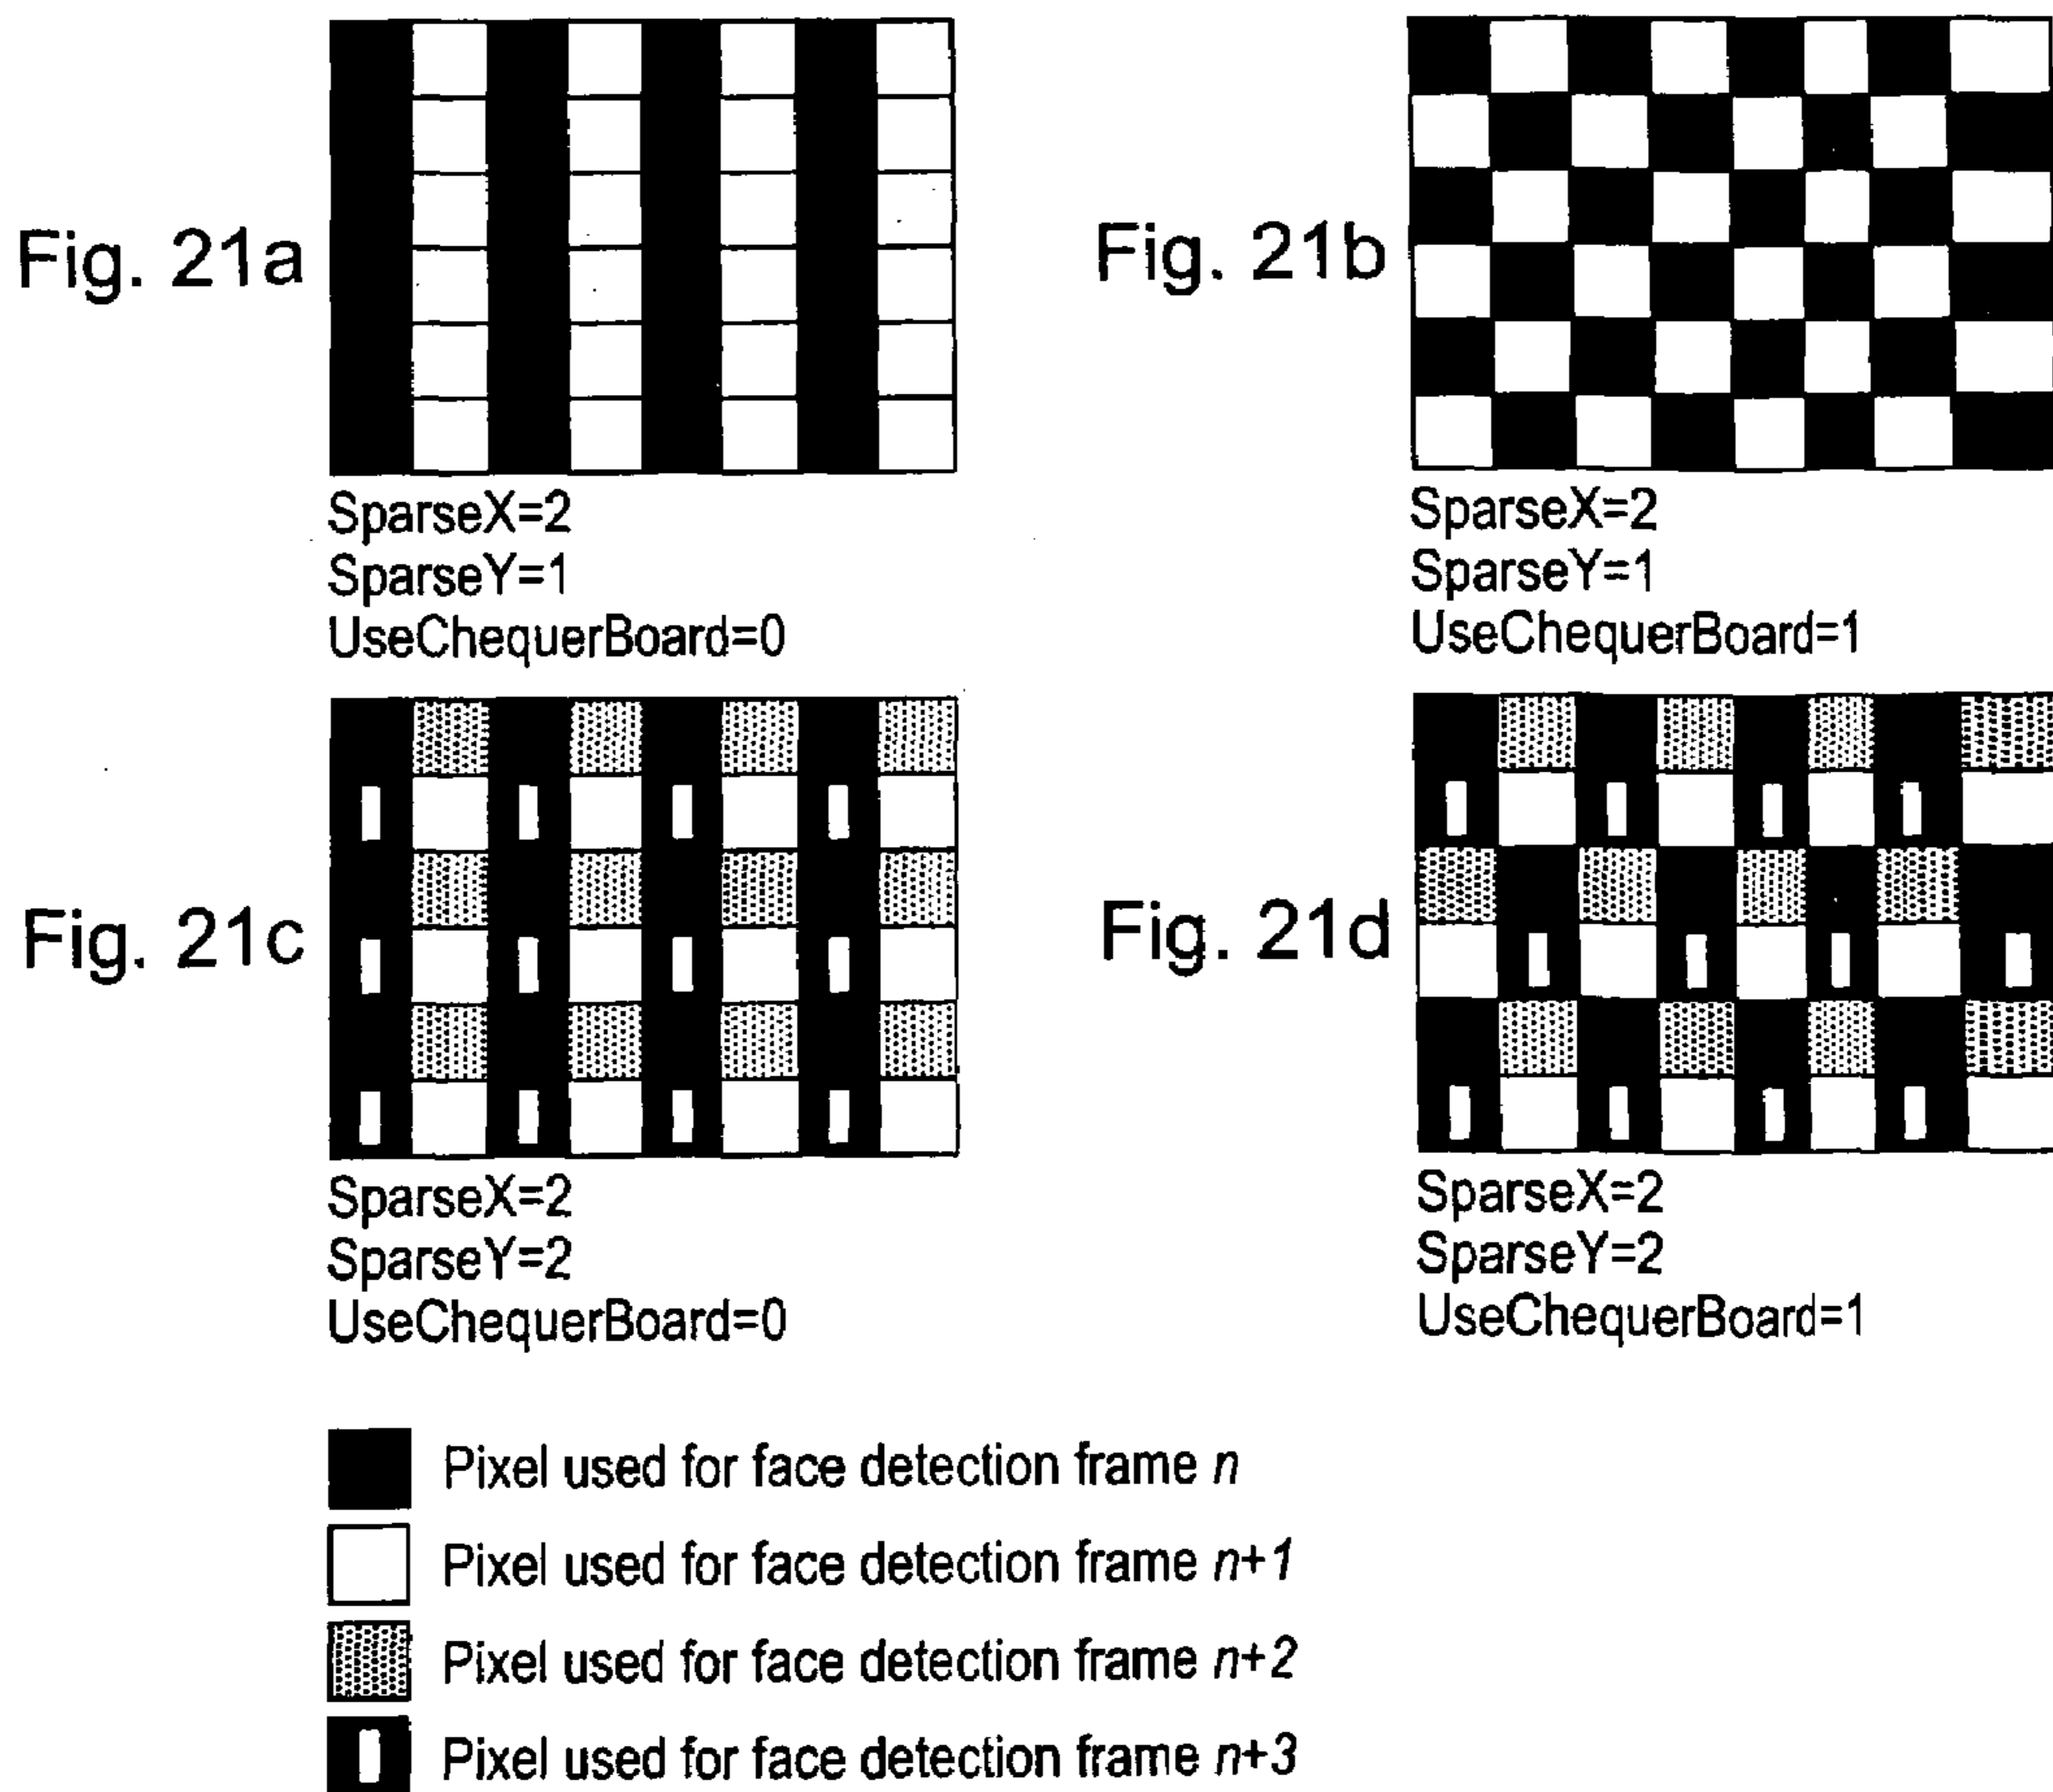 Fig. 21a
SparseX=2
SparseY=1
UseChequerBoard=0
Fig. 21b
SparseX=2
SparseY=1
UseChequerBoard=1
Fig. 21c
SparseX=2
SparseY=2
UseChequerBoard=0
Fig. 21d
SparseX=2
SparseY=2
UseChequerBoard=1
Pixel used for face detection frame n
Pixel used for face detection frame n+1
Pixel used for face detection frame n+2
Pixel used for face detection frame n+3